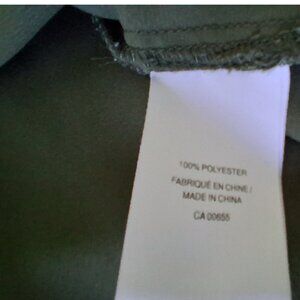 100% POLYESTER
FABRIQUÉ EN CHINE /
MADE IN CHINA
CA 00655